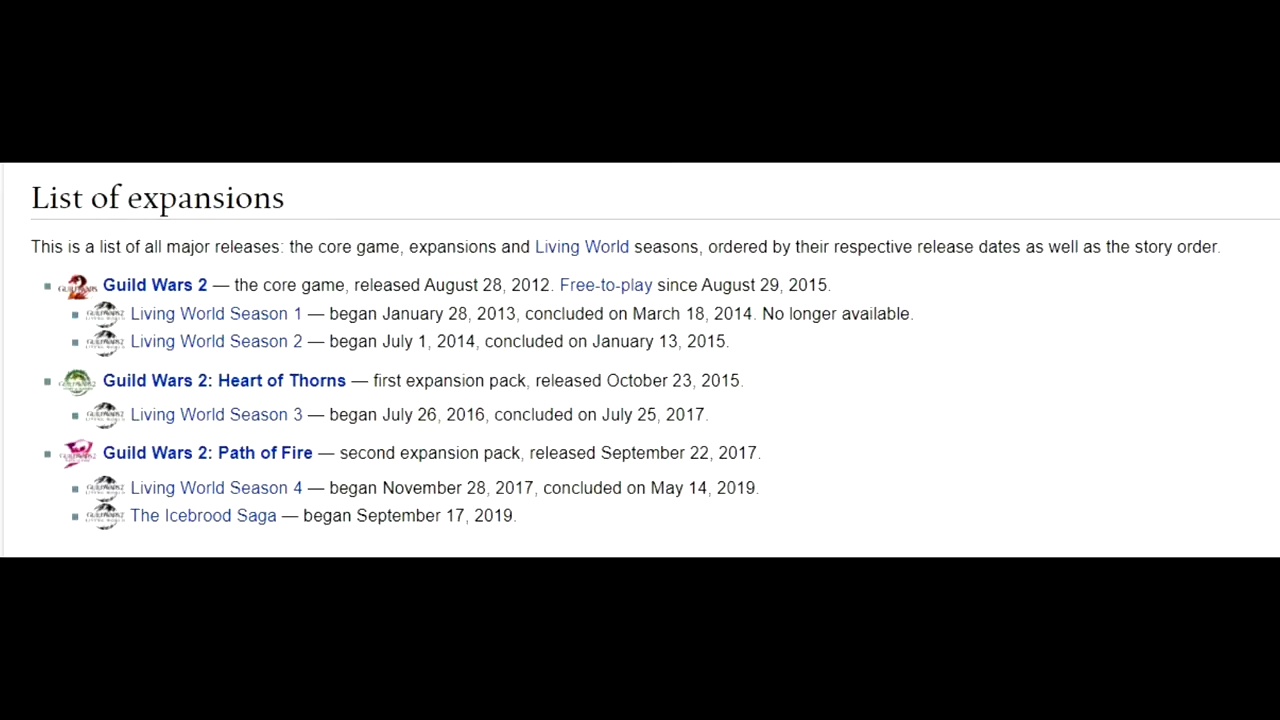 List of expansions
This is a list of all major releases: the core game, expansions and Living World seasons, ordered by their respective release dates as well as the story order.
Guild Wars 2 — the core game, released August 28, 2012. Free-to-play since August 29, 2015.
Living World Season 1 — began January 28, 2013, concluded on March 18, 2014. No longer available.
Living World Season 2 — began July 1, 2014, concluded on January 13, 2015.
Guild Wars 2: Heart of Thorns — first expansion pack, released October 23, 2015.
Living World Season 3 — began July 26, 2016, concluded on July 25, 2017.
Guild Wars 2: Path of Fire — second expansion pack, released September 22, 2017.
Living World Season 4 — began November 28, 2017, concluded on May 14, 2019.
The Icebrood Saga — began September 17, 2019.